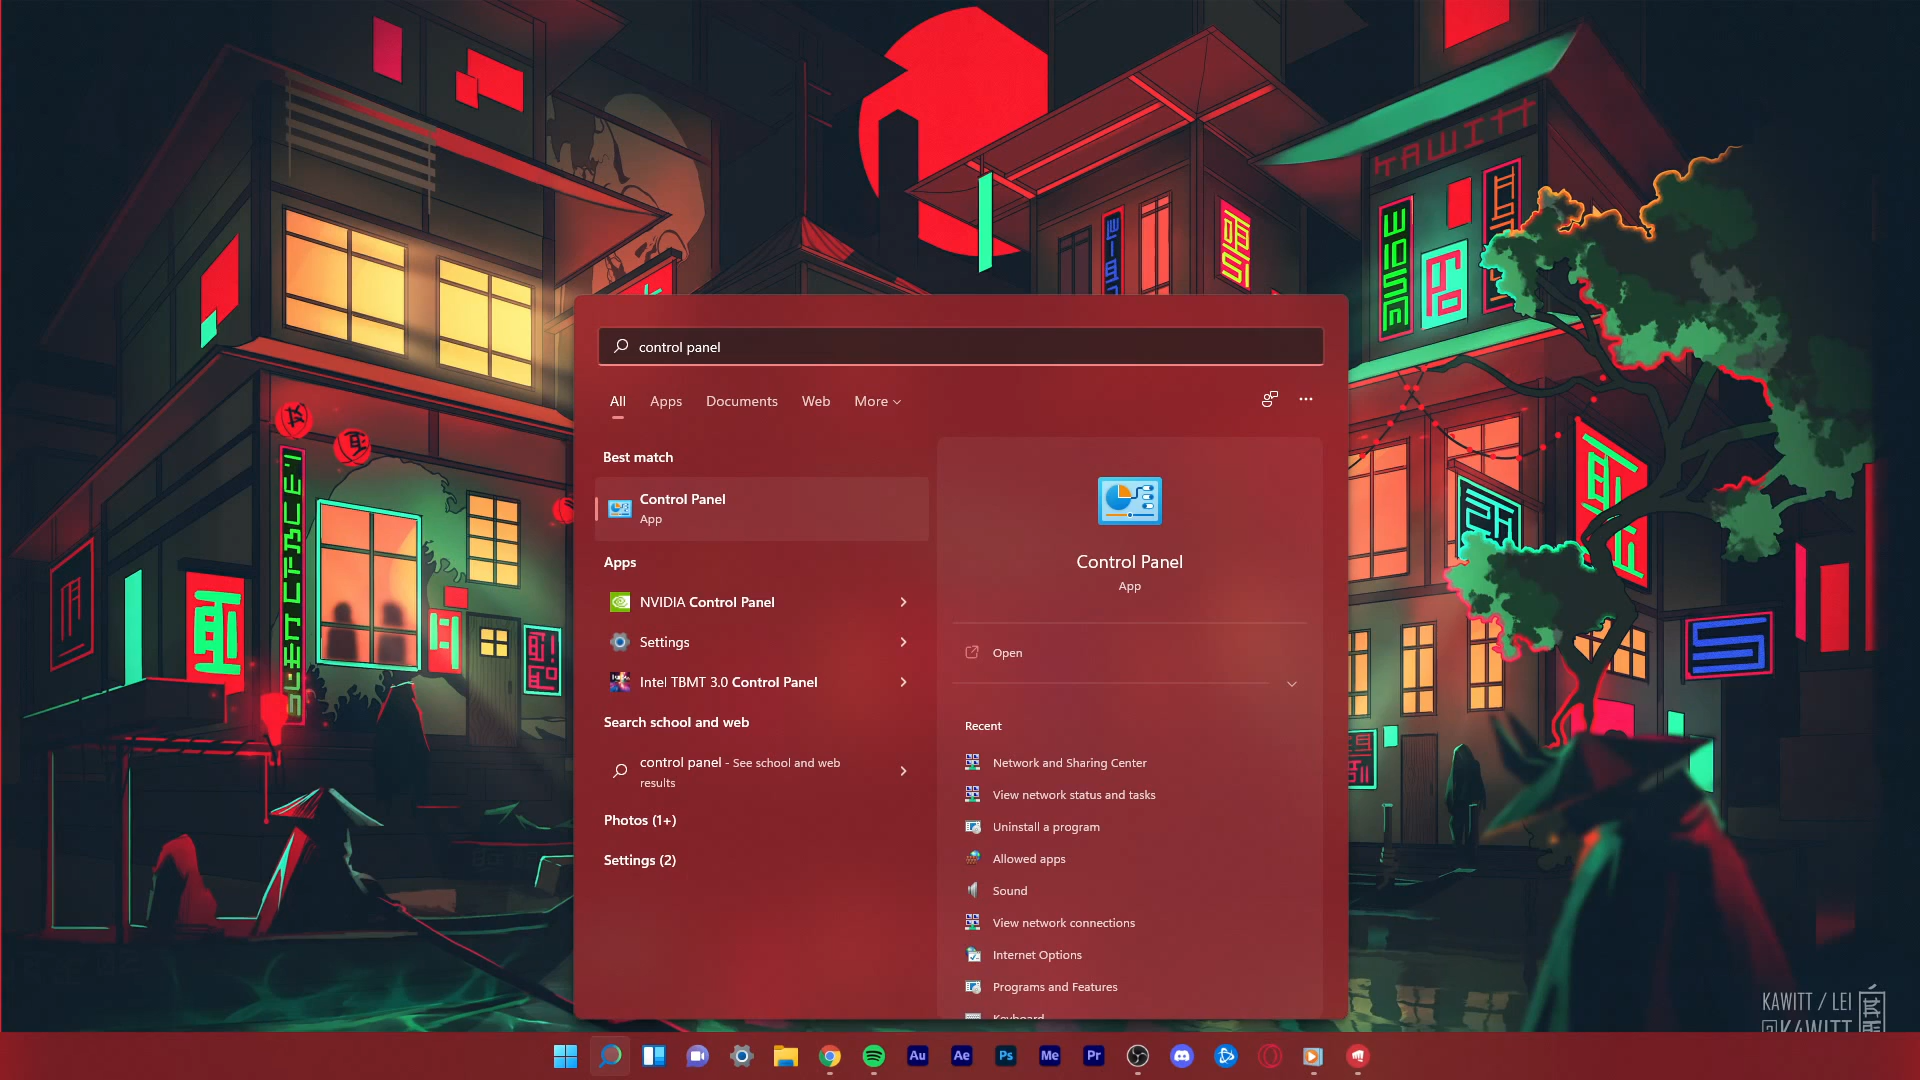 KAWITT
control panel
All Apps Documents Web More
Best match
Control Panel
App
Apps
NVIDIA Control Panel
Settings
Intel TBMT 3.0 Control Panel
Search school and web
control panel - See school and web
results
Photos (1+)
Settings (2)
Control Panel
App
Open
Recent
Network and Sharing Center
View network status and tasks
Uninstall a program
Allowed apps
Sound
View network connections
Internet Options
Programs and Features
Keyboard
KAWITT / LEI
KAWITT
Au Ae Ps Me Pr